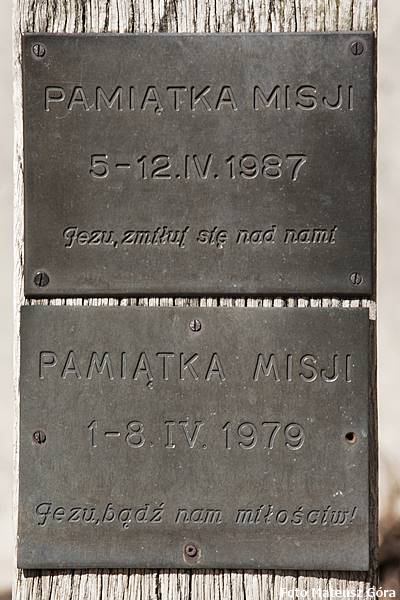 PAMIĄTKA MISJI
5-12.IV.1987
Jezu, zmiłuj się nad nami
PAMIĄTKA MISJI
1-8.IV.1979
Jezu, bądź nam miłościw!
Foto Mateusz Góra